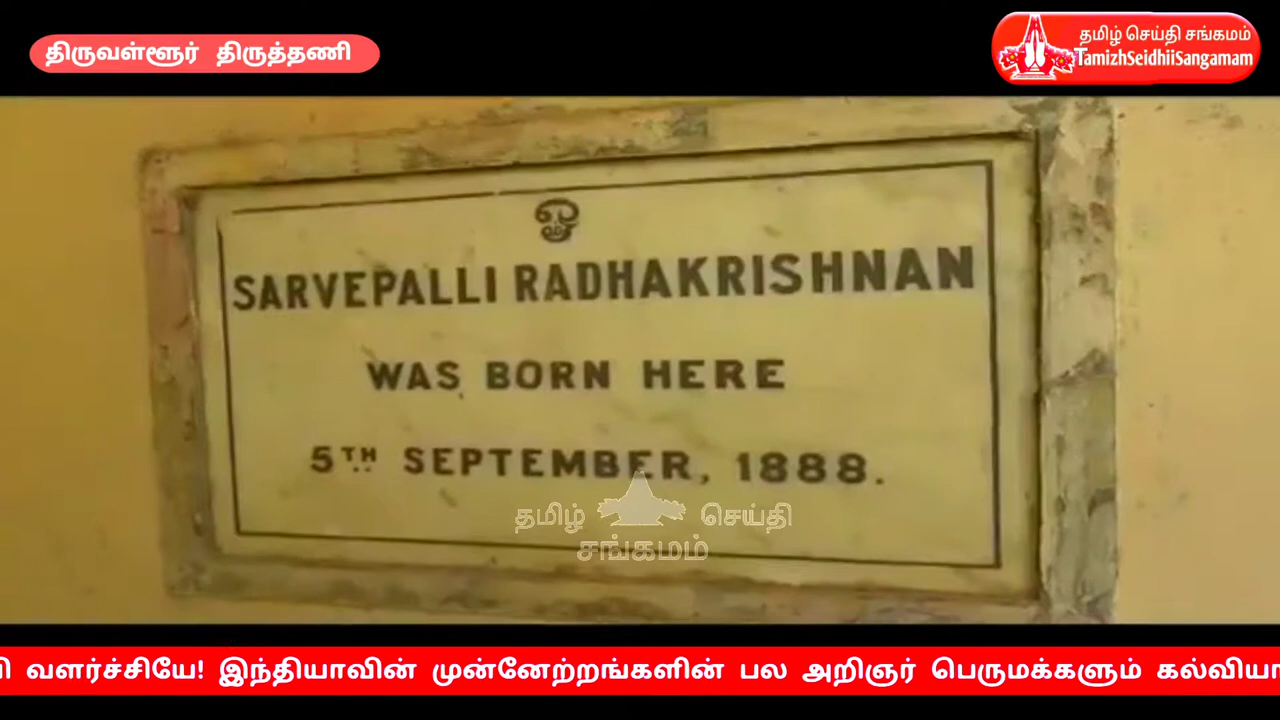 திருவள்ளூர் திருத்தணி
தமிழ் செய்தி சங்கமம்
TamizhSeidhiiSangamam
ஓம்
SARVEPALLI RADHAKRISHNAN
WAS BORN HERE
5TH SEPTEMBER, 1888.
தமிழ் செய்தி
சங்கமம்
வளர்ச்சியே! இந்தியாவின் முன்னேற்றங்களின் பல அறிஞர் பெருமக்களும்